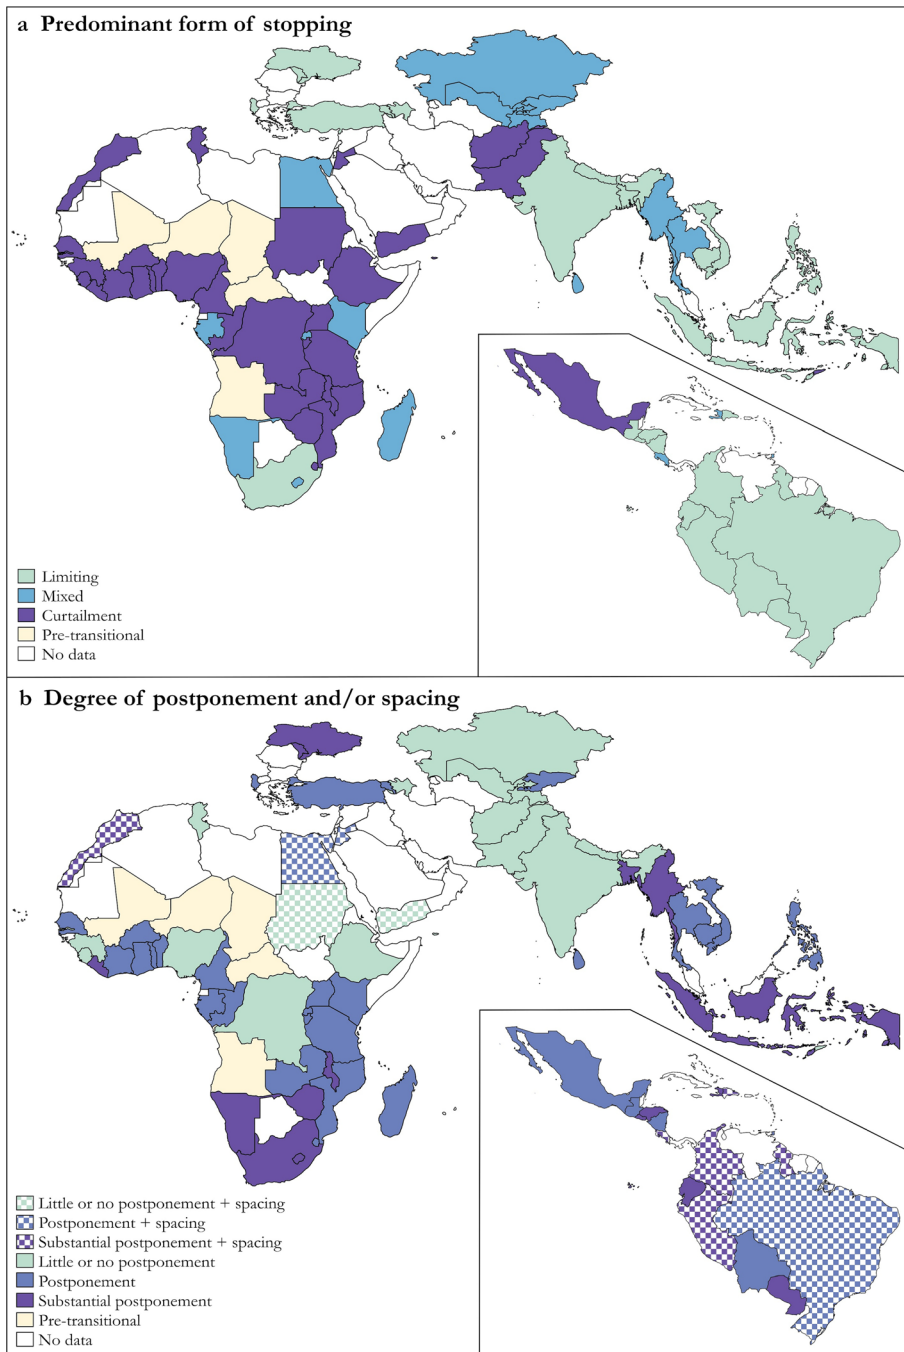 a Predominant form of stopping
Limiting
Mixed
Curtailment
Pre-transitional
No data
b Degree of postponement and/or spacing
Little or no postponement + spacing
Postponement + spacing
Substantial postponement + spacing
Little or no postponement
Postponement
Substantial postponement
Pre-transitional
No data